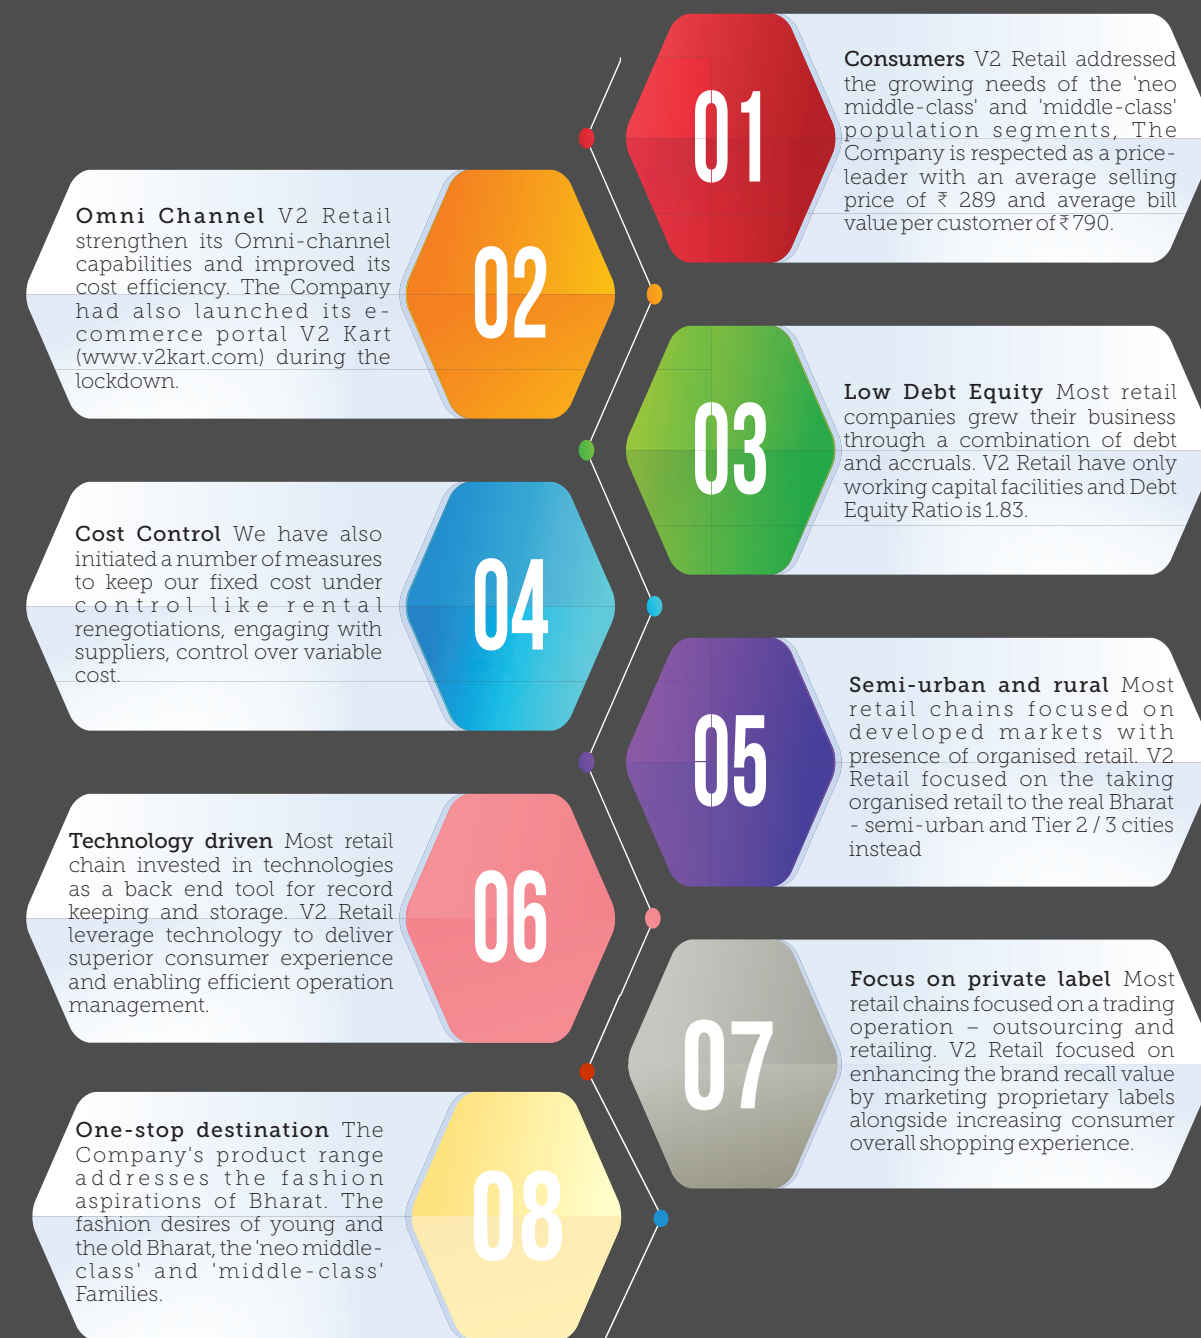 01
Consumers V2 Retail addressed
the growing needs of the 'neo
middle-class' and 'middle-class'
population segments, The
Company is respected as a price-
leader with an average selling
price of ₹ 289 and average bill
value per customer of ₹ 790.
Omni Channel V2 Retail
strengthen its Omni-channel
capabilities and improved its
cost efficiency. The Company
had also launched its e-
commerce portal V2 Kart
(www.v2kart.com) during the
lockdown.
02
03
Low Debt Equity Most retail
companies grew their business
through a combination of debt
and accruals. V2 Retail have only
working capital facilities and Debt
Equity Ratio is 1.83.
Cost Control We have also
initiated a number of measures
to keep our fixed cost under
control like rental
renegotiations, engaging with
suppliers, control over variable
cost.
04
05
Semi-urban and rural Most
retail chains focused on
developed markets with
presence of organised retail. V2
Retail focused on the taking
organised retail to the real Bharat
- semi-urban and Tier 2 / 3 cities
instead
Technology driven Most retail
chain invested in technologies
as a back end tool for record
keeping and storage. V2 Retail
leverage technology to deliver
superior consumer experience
and enabling efficient operation
management.
06
07
Focus on private label Most
retail chains focused on a trading
operation – outsourcing and
retailing. V2 Retail focused on
enhancing the brand recall value
by marketing proprietary labels
alongside increasing consumer
overall shopping experience.
One-stop destination The
Company's product range
addresses the fashion
aspirations of Bharat. The
fashion desires of young and
the old Bharat, the 'neo middle-
class' and 'middle-class'
Families.
08